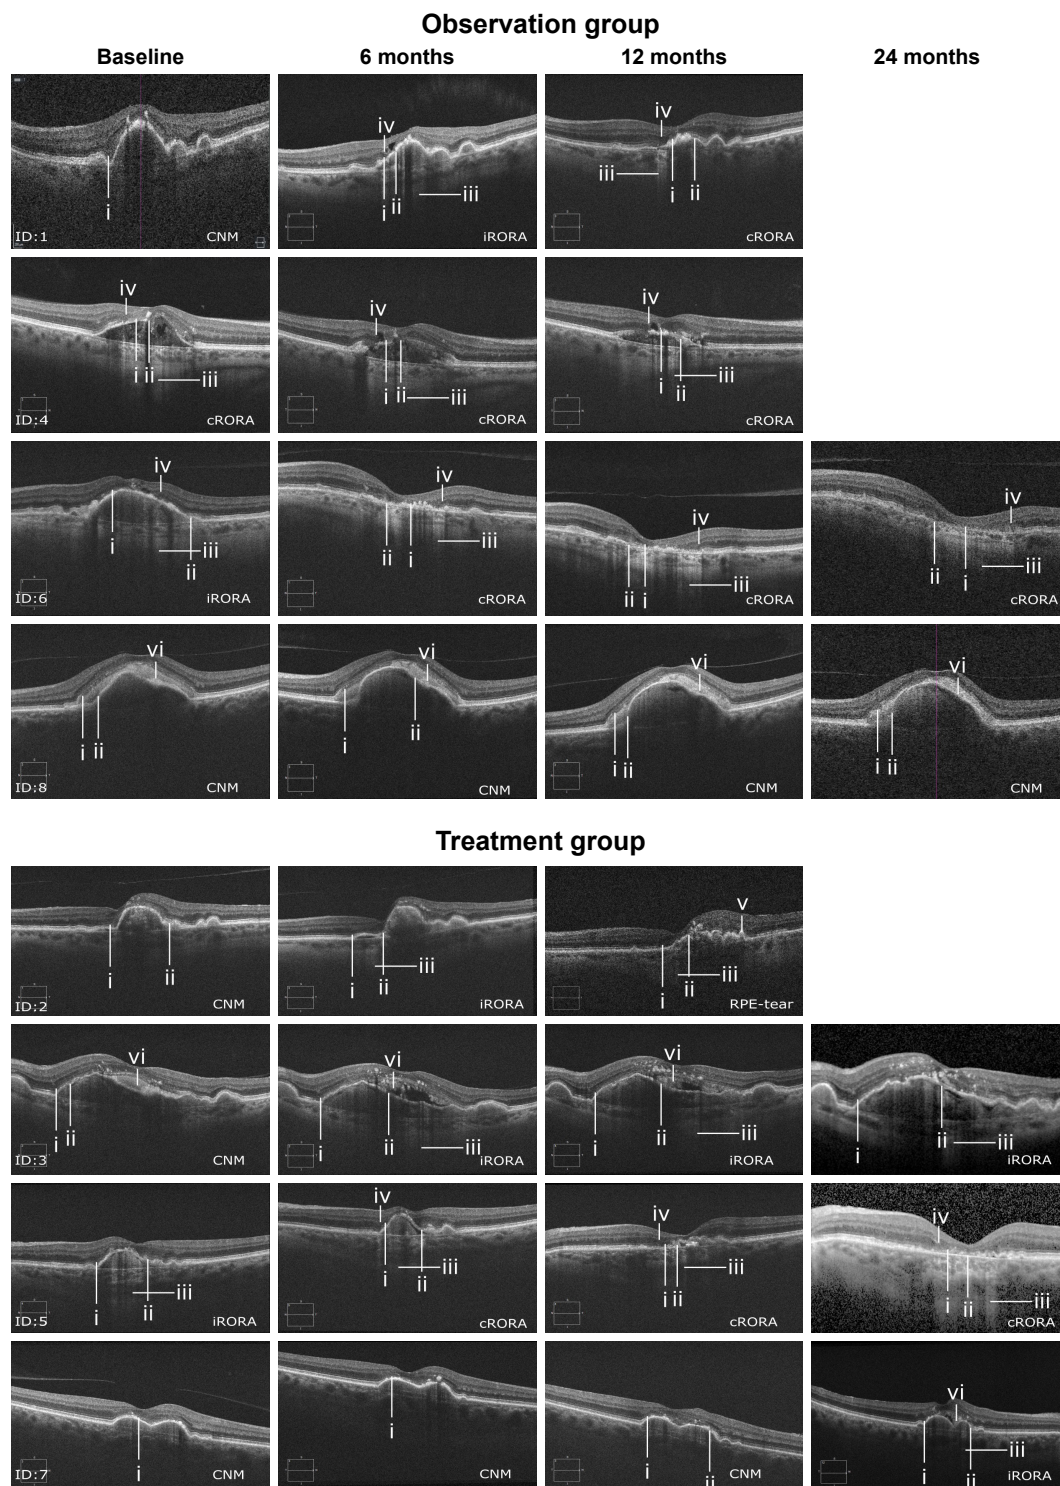 Observation group
Baseline 6 months 12 months 24 months
i ID:1 CNM
iv i ii iii iRORA
iv iii i ii cRORA
iv i ii iii ID:4 cRORA
iv i ii iii cRORA
iv i ii iii cRORA
iv i iii ii ID:6 iRORA
iv ii i iii cRORA
iv ii i iii cRORA
iv ii i iii cRORA
vi i ii ID:8 CNM
vi i ii CNM
vi i ii CNM
vi i ii CNM
Treatment group
i ii ID:2 CNM
i ii iii iRORA
v i ii iii RPE-tear
vi i ii ID:3 CNM
vi i ii iii iRORA
vi i ii iii iRORA
i ii iii iRORA
i ii iii ID:5 iRORA
iv i ii iii cRORA
iv i ii iii cRORA
iv i ii iii cRORA
i ID:7 CNM
i CNM
i ii CNM
vi i ii iii iRORA